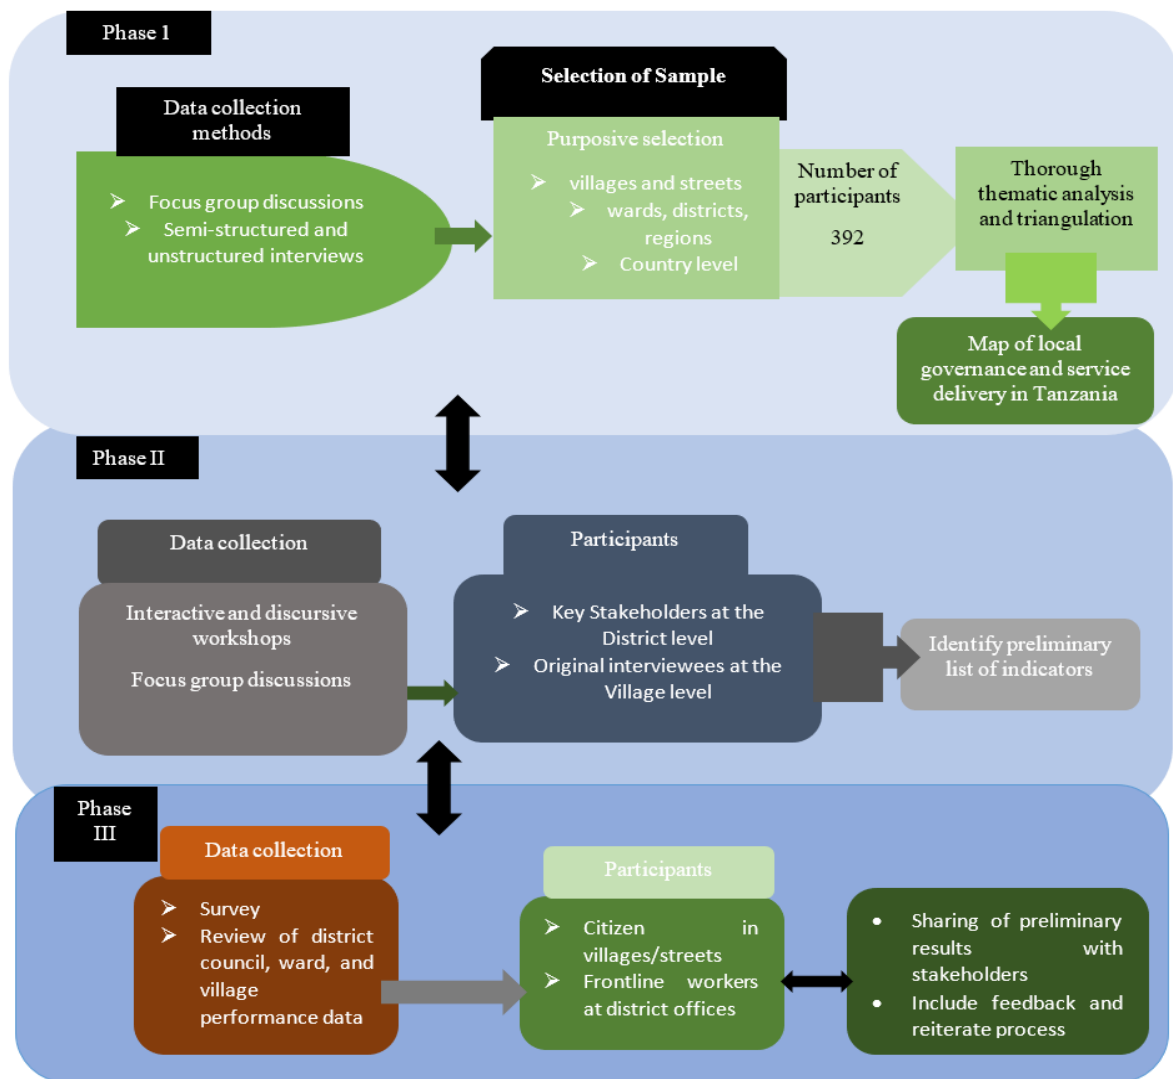 Phase 1
Data collection
methods
➢ Focus group discussions
➢ Semi-structured and
unstructured interviews
Selection of Sample
Purposive selection
➢ villages and streets
➢ wards, districts,
regions
➢ Country level
Number of
participants
392
Thorough
thematic analysis
and triangulation
Map of local
governance and service
delivery in Tanzania
Phase II
Data collection
Interactive and discursive
workshops
Focus group discussions
Participants
➢ Key Stakeholders at the
District level
➢ Original interviewees at the
Village level
Identify preliminary
list of indicators
Phase
III
Data collection
➢ Survey
➢ Review of district
council, ward, and
village
performance data
Participants
➢ Citizen in
villages/streets
➢ Frontline workers
at district offices
• Sharing of preliminary
results with
stakeholders
• Include feedback and
reiterate process